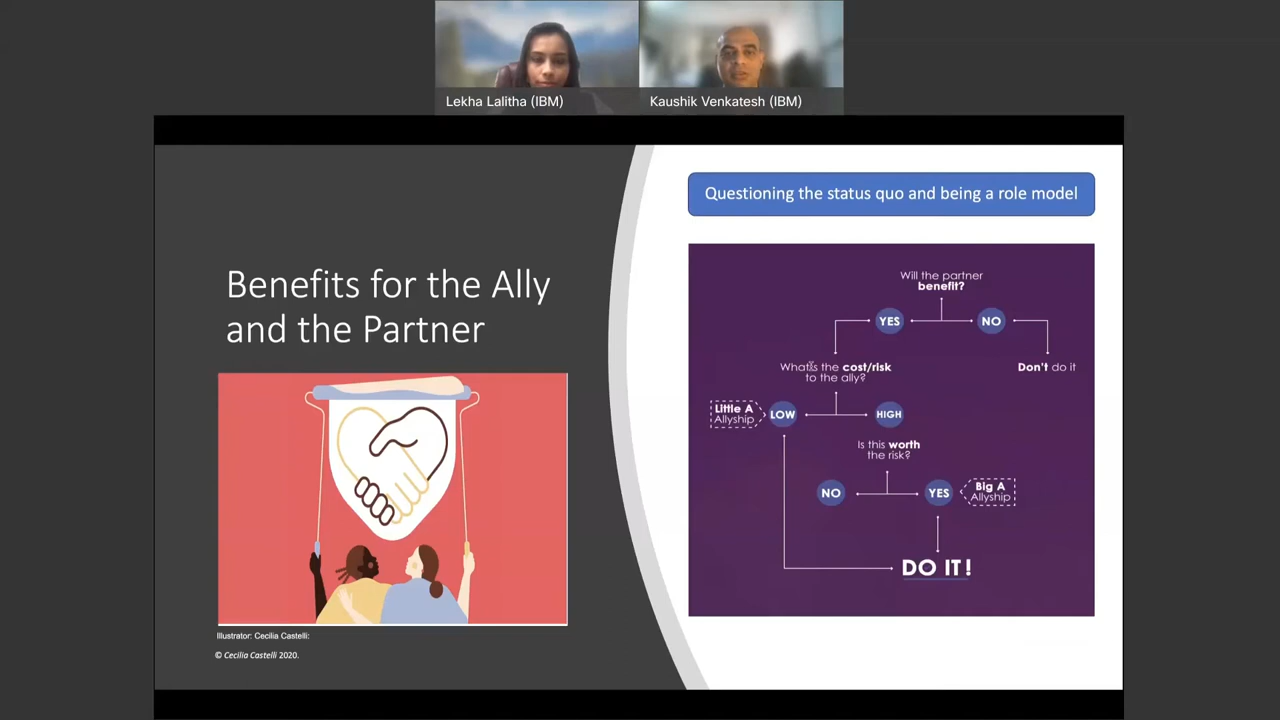 Lekha Lalitha (IBM)
Kaushik Venkatesh (IBM)
Questioning the status quo and being a role model
Benefits for the Ally
and the Partner
Illustrator: Cecilia Castelli:
© Cecilia Castelli 2020.
Will the partner
benefit?
YES
NO
What is the cost/risk
to the ally?
Don't do it
Little A
Allyship
LOW
HIGH
Is this worth
the risk?
NO
YES
Big A
Allyship
DO IT!